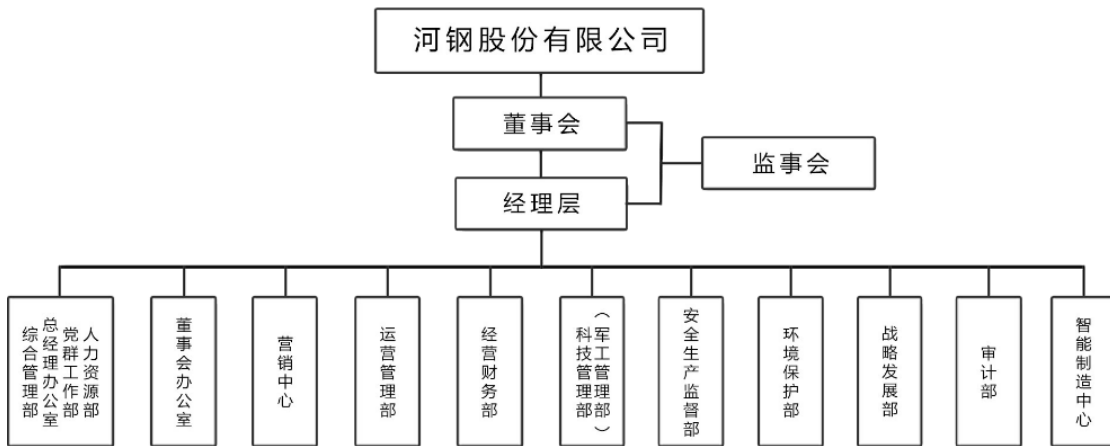 河钢股份有限公司
董事会
监事会
经理层
综合管理部
总经理办公室
党群工作部
人力资源部
董事会办公室
营销中心
运营管理部
经营财务部
科技管理部
（军工管理部）
安全生产监督部
环境保护部
战略发展部
审计部
智能制造中心